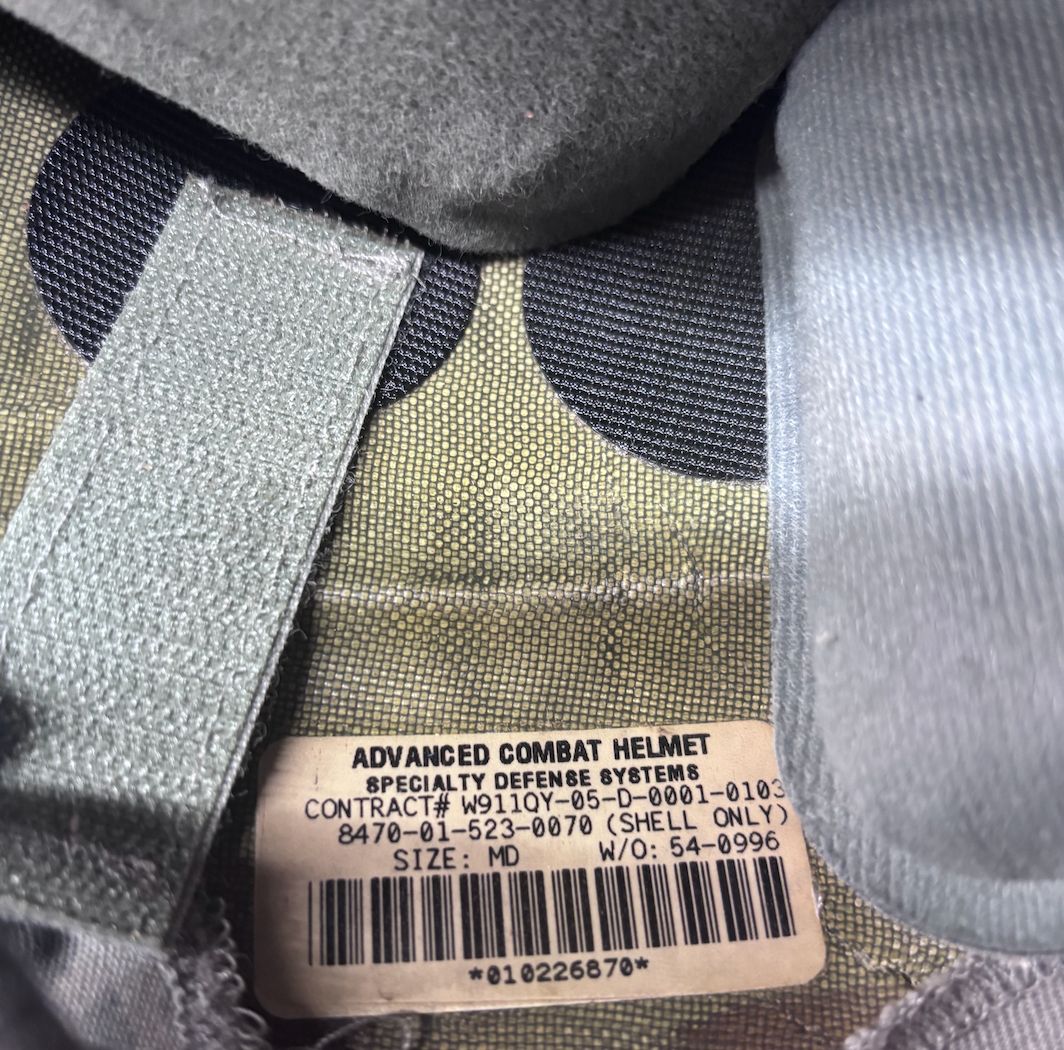 ADVANCED COMBAT HELMET
SPECIALTY DEFENSE SYSTEMS
CONTRACT# W911QY-05-D-0001-0103
8470-01-523-0070 (SHELL ONLY)
SIZE: MD W/O: 54-0996
*010226870*